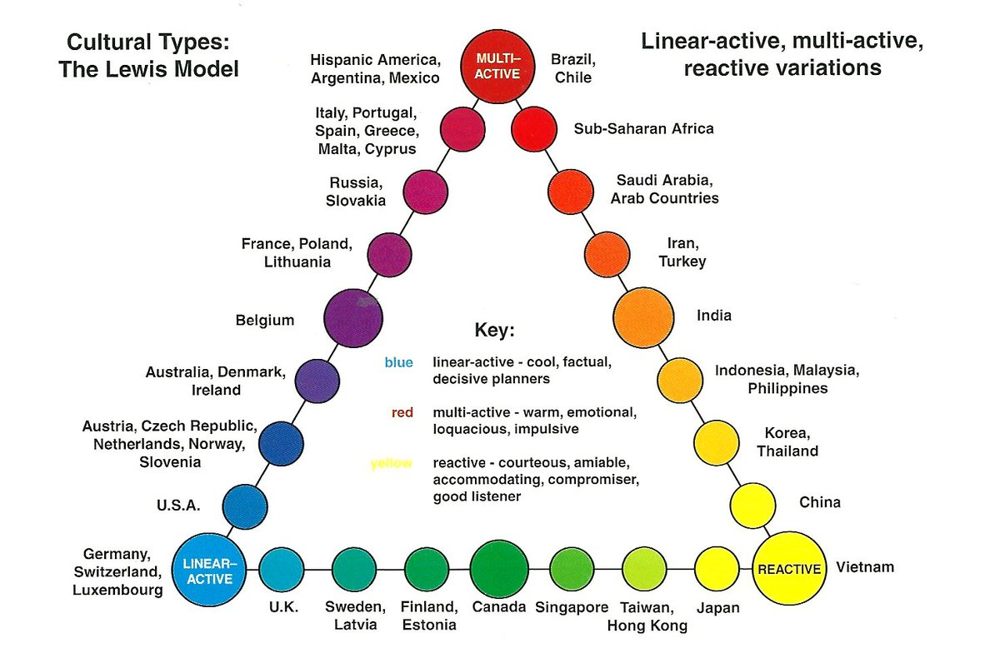 Cultural Types:
The Lewis Model
Linear-active, multi-active,
reactive variations
MULTI–
ACTIVE
Hispanic America,
Argentina, Mexico
Brazil,
Chile
Italy, Portugal,
Spain, Greece,
Malta, Cyprus
Sub-Saharan Africa
Russia,
Slovakia
Saudi Arabia,
Arab Countries
France, Poland,
Lithuania
Iran,
Turkey
Belgium
India
Australia, Denmark,
Ireland
Indonesia, Malaysia,
Philippines
Austria, Czech Republic,
Netherlands, Norway,
Slovenia
Korea,
Thailand
U.S.A.
China
Germany,
Switzerland,
Luxembourg
LINEAR–
ACTIVE
REACTIVE
Vietnam
U.K.
Sweden,
Latvia
Finland,
Estonia
Canada
Singapore
Taiwan,
Hong Kong
Japan
Key:
blue linear-active - cool, factual,
decisive planners
red multi-active - warm, emotional,
loquacious, impulsive
yellow reactive - courteous, amiable,
accommodating, compromiser,
good listener